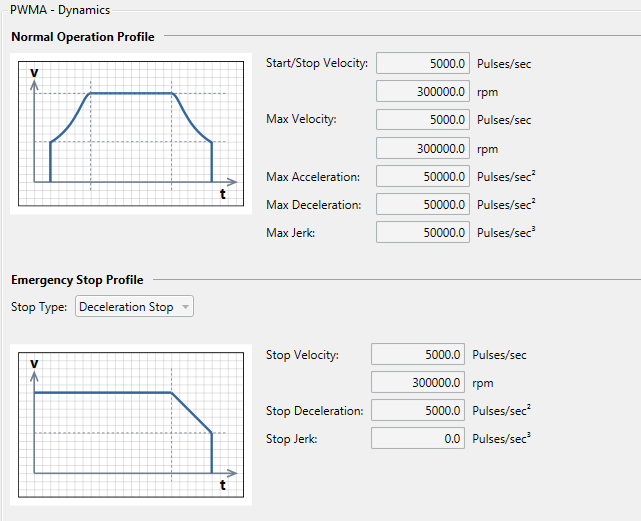 PWMA - Dynamics
Normal Operation Profile
v
t
Start/Stop Velocity: 5000.0 Pulses/sec
300000.0 rpm
Max Velocity: 5000.0 Pulses/sec
300000.0 rpm
Max Acceleration: 50000.0 Pulses/sec²
Max Deceleration: 50000.0 Pulses/sec²
Max Jerk: 50000.0 Pulses/sec³
Emergency Stop Profile
Stop Type: Deceleration Stop
v
t
Stop Velocity: 5000.0 Pulses/sec
300000.0 rpm
Stop Deceleration: 5000.0 Pulses/sec²
Stop Jerk: 0.0 Pulses/sec³